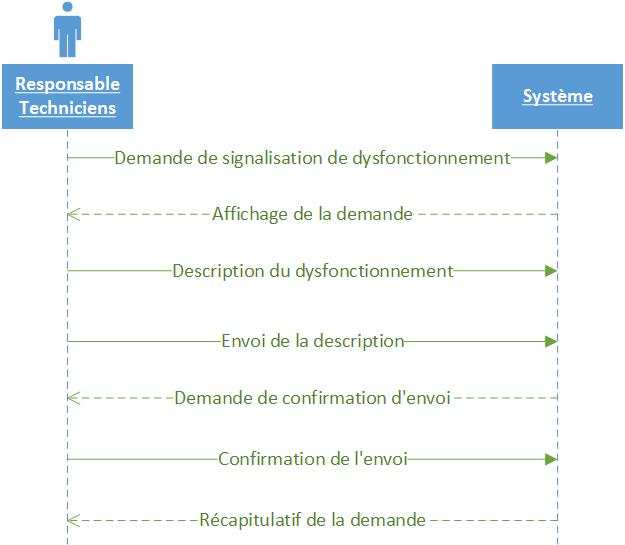 Responsable
Techniciens
Système
Demande de signalisation de dysfonctionnement
Affichage de la demande
Description du dysfonctionnement
Envoi de la description
Demande de confirmation d'envoi
Confirmation de l'envoi
Récapitulatif de la demande